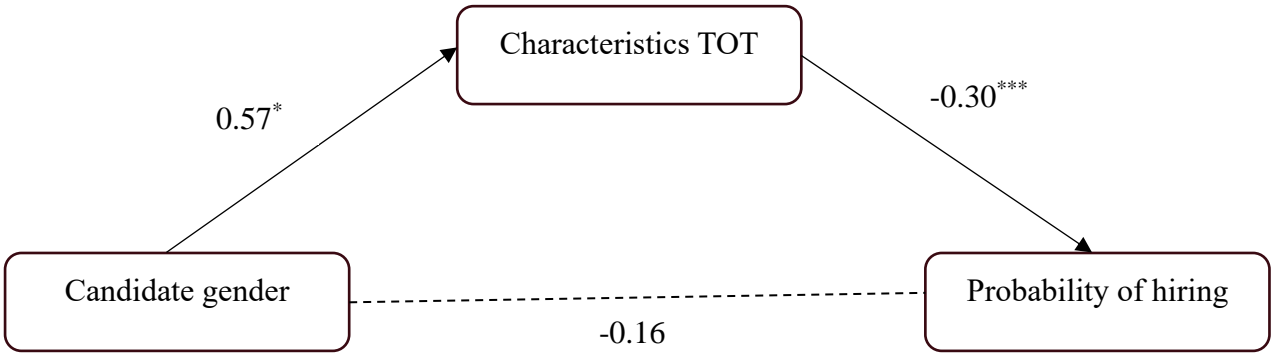 Characteristics TOT
0.57*
-0.30***
Candidate gender
Probability of hiring
-0.16